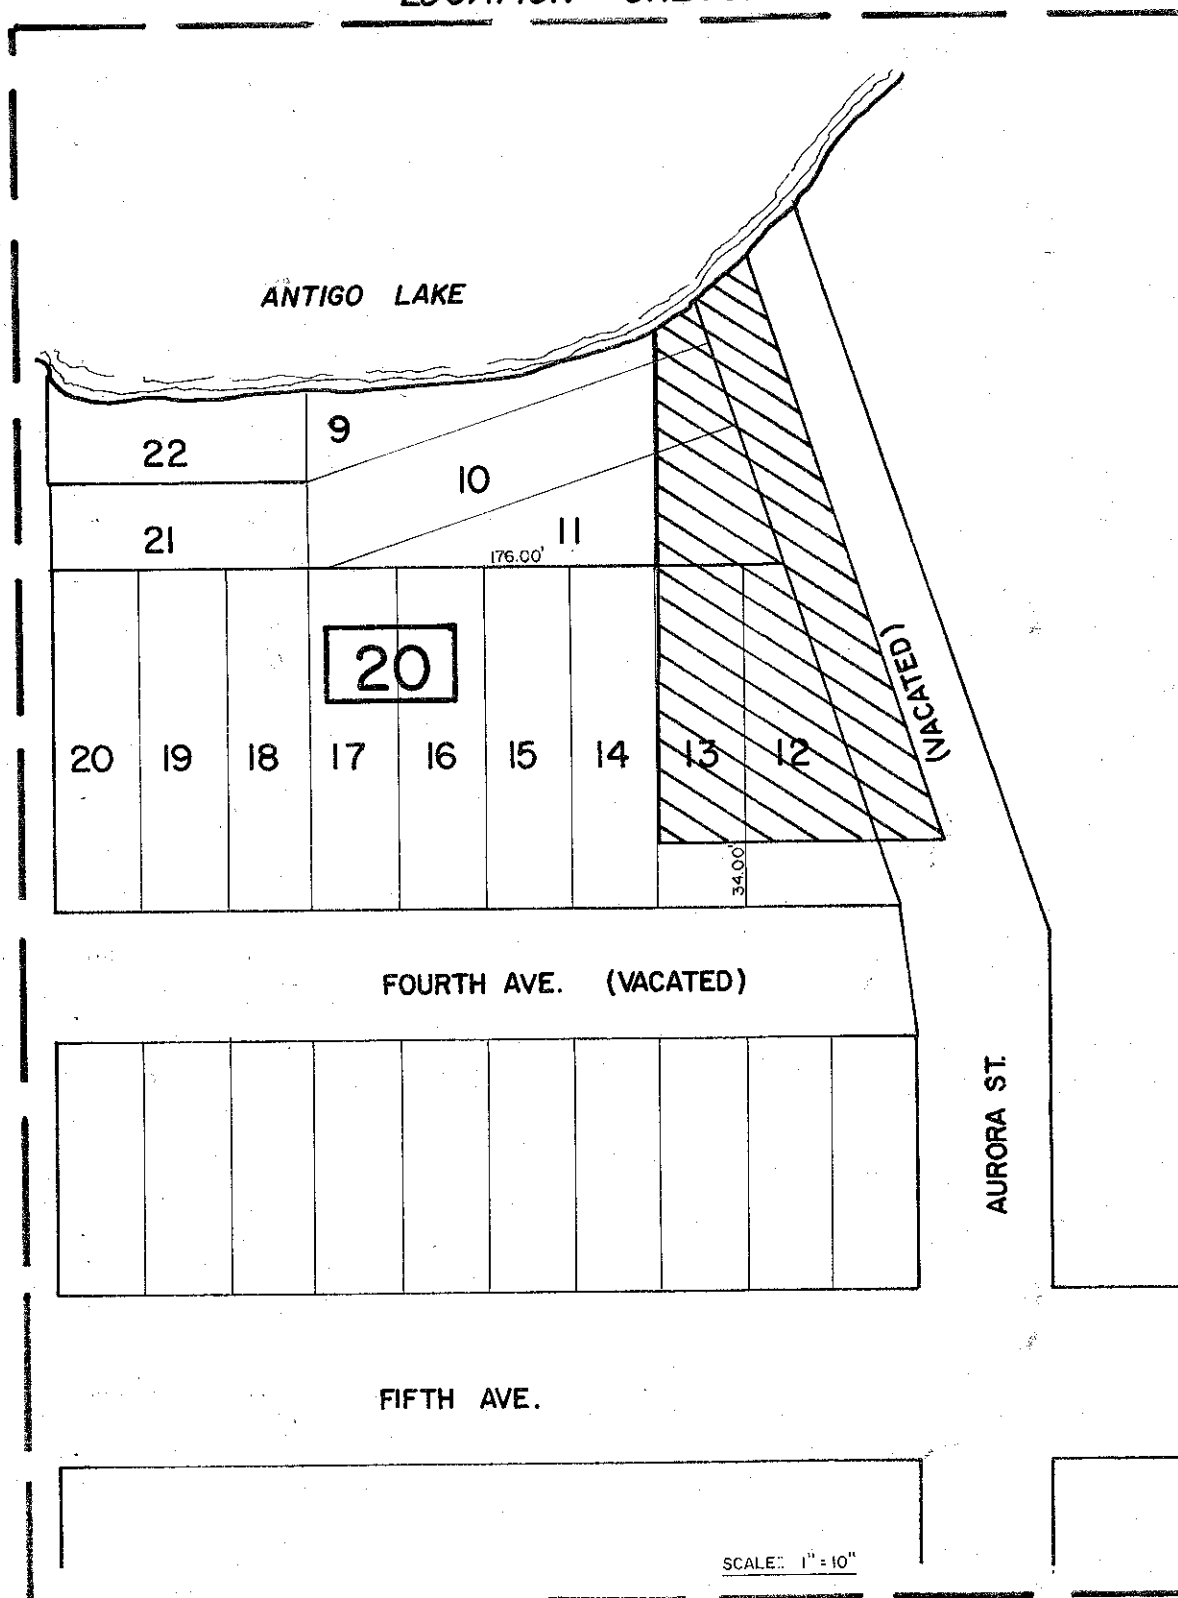 ANTIGO LAKE
9
22
10
21
11
176.00'
20
(VACATED)
20 19 18 17 16 15 14 13 12
34.00'
FOURTH AVE. (VACATED)
AURORA ST.
FIFTH AVE.
SCALE: 1" = 10"